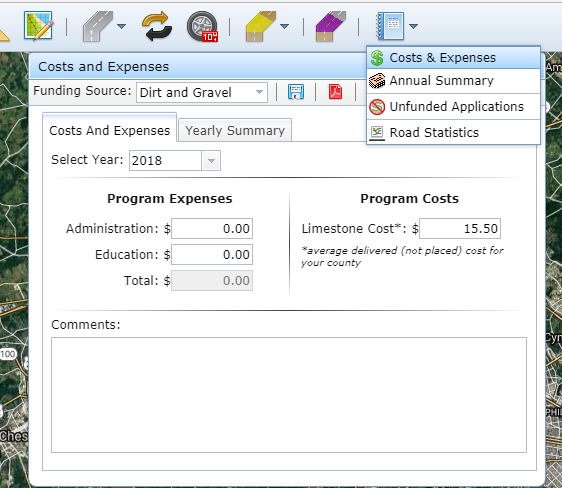 10'
Costs & Expenses
Annual Summary
Unfunded Applications
Road Statistics
Costs and Expenses
Funding Source: Dirt and Gravel
Costs And Expenses Yearly Summary
Select Year: 2018
Program Expenses
Administration: $ 0.00
Education: $ 0.00
Total: $ 0.00
Program Costs
Limestone Cost*: $ 15.50
*average delivered (not placed) cost for
your county
Comments:
100
Ches
Am
Cyn
PHIL